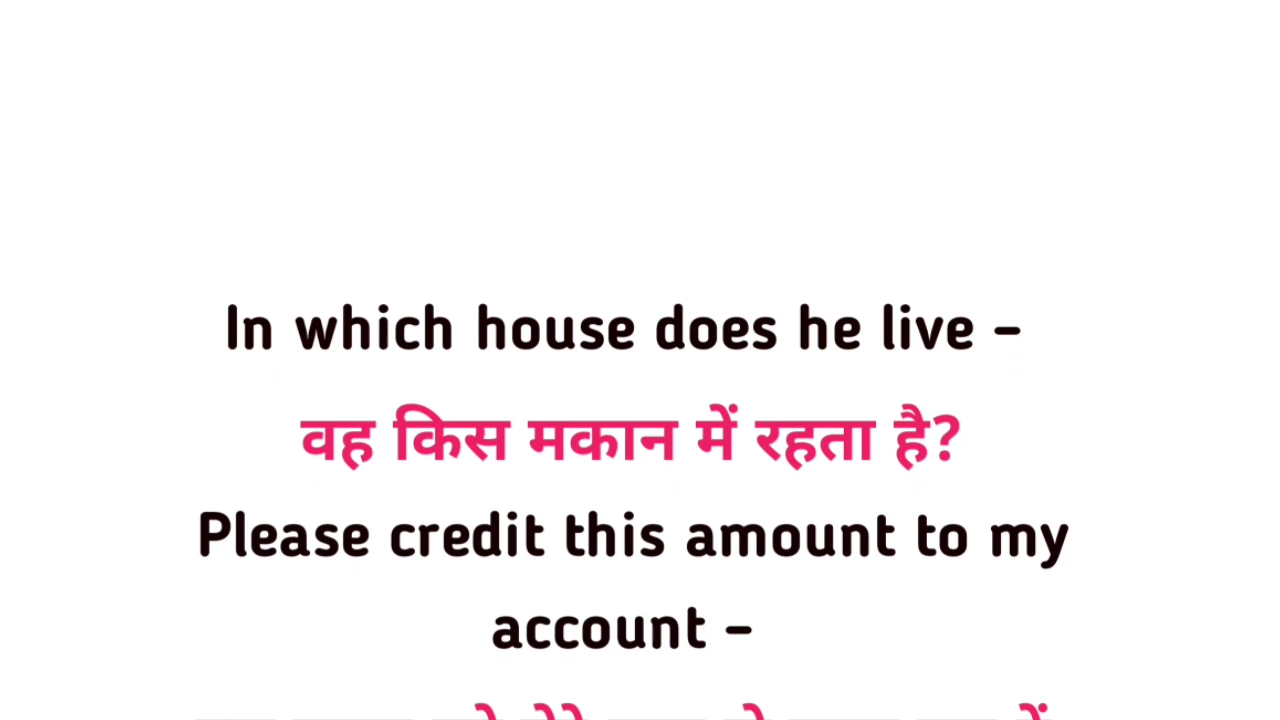 In which house does he live –
वह किस मकान में रहता है?
Please credit this amount to my
account –